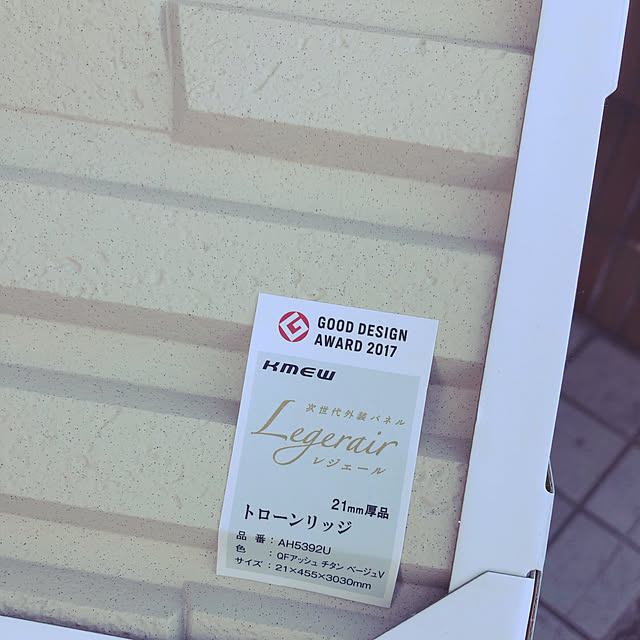 GOOD DESIGN
AWARD 2017
KMEW
次世代外装パネル
Legerair
レジェール
21mm厚品
トローンリッジ
品 番 : AH5392U
色 : QFアッシュ チタン ベージュV
サイズ : 21×455×3030mm